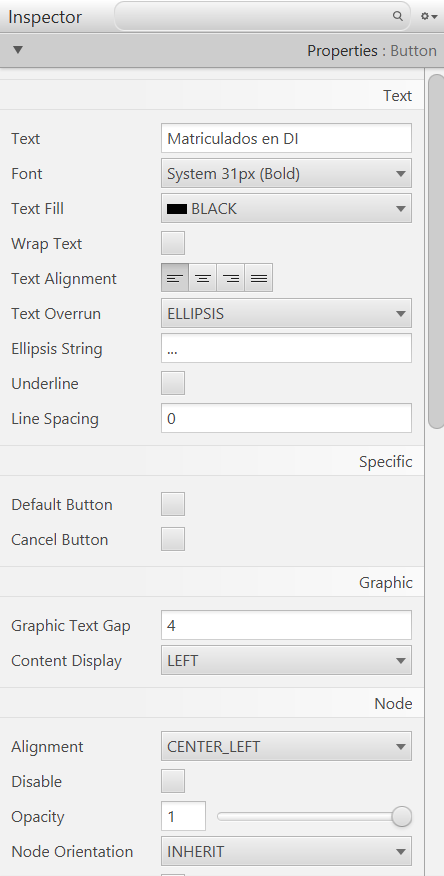 Inspector
Properties : Button
Text
Text Matriculados en DI
Font System 31px (Bold)
Text Fill BLACK
Wrap Text
Text Alignment
Text Overrun ELLIPSIS
Ellipsis String ...
Underline
Line Spacing 0
Specific
Default Button
Cancel Button
Graphic
Graphic Text Gap 4
Content Display LEFT
Node
Alignment CENTER_LEFT
Disable
Opacity 1
Node Orientation INHERIT